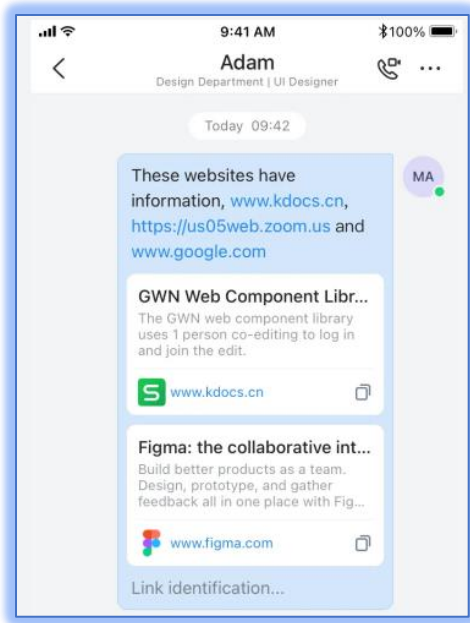 9:41 AM
100%
Adam
Design Department | UI Designer
Today 09:42
These websites have
information, www.kdocs.cn,
https://us05web.zoom.us and
www.google.com
MA
GWN Web Component Libr...
The GWN web component library
uses 1 person co-editing to log in
and join the edit.
www.kdocs.cn
Figma: the collaborative int...
Build better products as a team.
Design, prototype, and gather
feedback all in one place with Fig...
www.figma.com
Link identification...